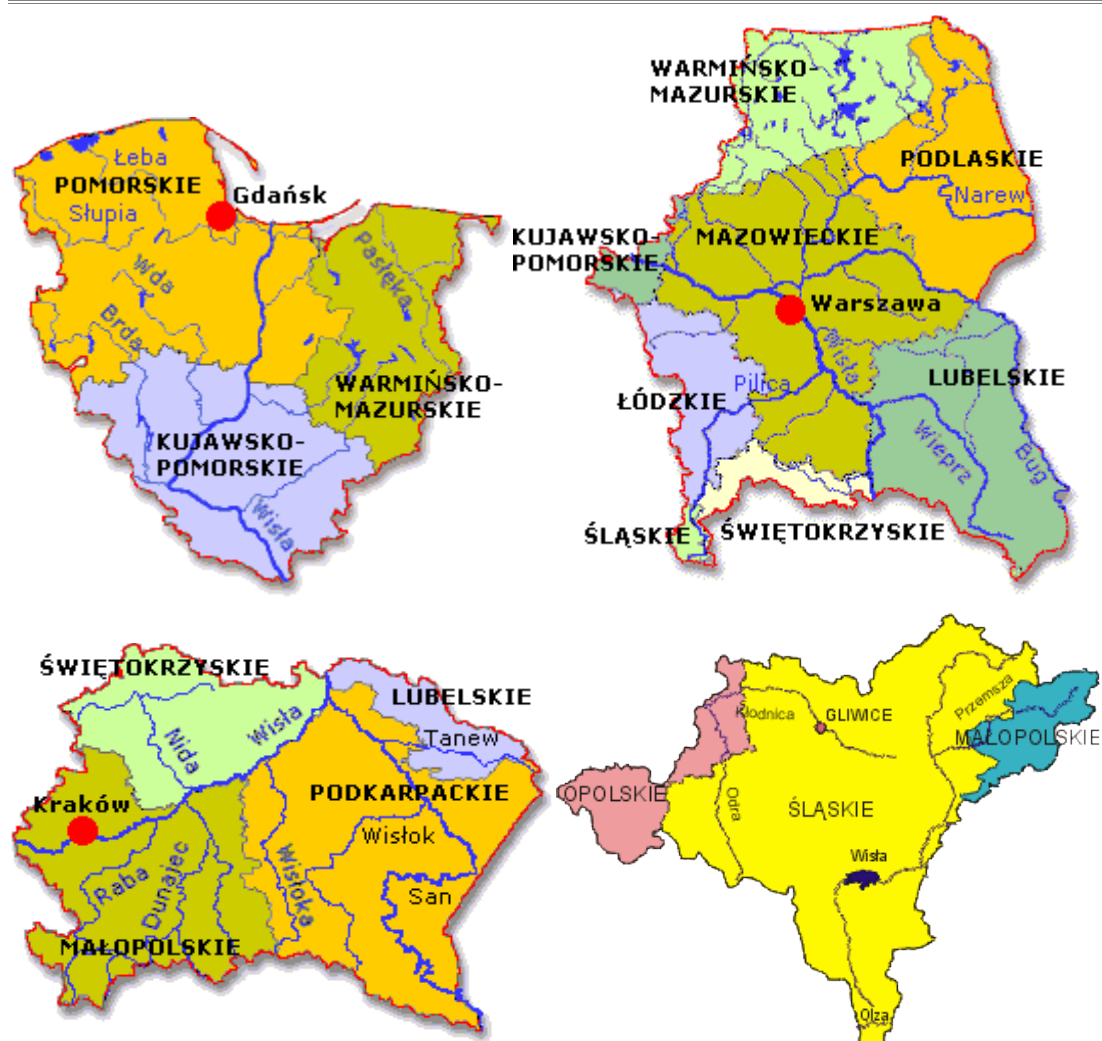 Łeba
POMORSKIE
Słupia
Gdańsk
Wda
Brda
Pasłęka
WARMIŃSKO-
MAZURSKIE
KUJAWSKO-
POMORSKIE
Wisła
WARMIŃSKO-
MAZURSKIE
PODLASKIE
Narew
KUJAWSKO-
POMORSKIE
MAZOWIECKIE
Warszawa
Wisła
Pilica
ŁÓDZKIE
LUBELSKIE
Wieprz
Bug
ŚLĄSKIE
ŚWIĘTOKRZYSKIE
ŚWIĘTOKRZYSKIE
LUBELSKIE
Nida
Wisła
Tanew
Kraków
PODKARPACKIE
Wisłok
Raba
Dunajec
Wisłoka
San
MAŁOPOLSKIE
Przemsza
Kłodnica
GLIWICE
MAŁOPOLSKIE
OPOLSKIE
Odra
ŚLĄSKIE
Wisła
Olza